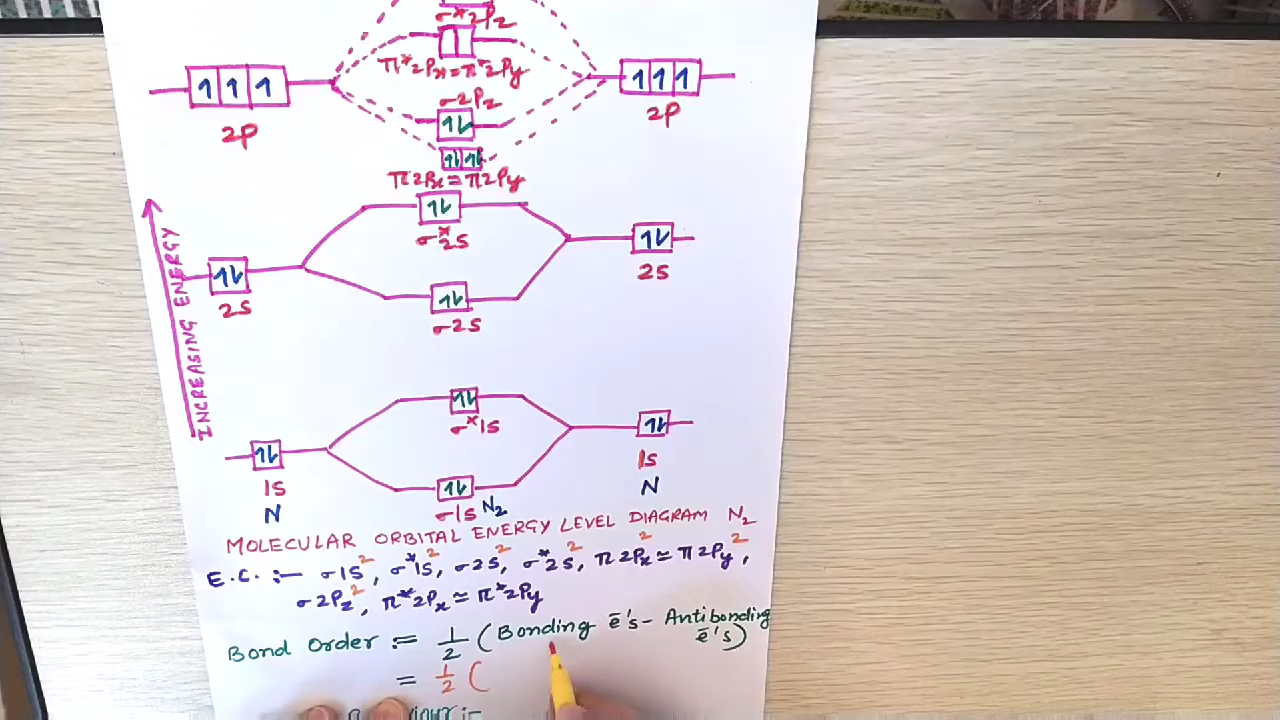 σ*2Pz
π*2Px=π*2Py
σ2Pz
2P
2P
π2Px≃π2Py
σ*2S
2S
2S
σ2S
INCREASING ENERGY
σ*1S
1S
1S
N
N
σ1S N₂
MOLECULAR ORBITAL ENERGY LEVEL DIAGRAM N₂
E.C. :- σ1S², σ*1S², σ2S², σ*2S², π2Px²≃π2Py²,
σ2Pz², π*2Px≃π*2Py
Bond Order := 1/2 (Bonding ē's - Antibonding
ē's)
= 1/2 (